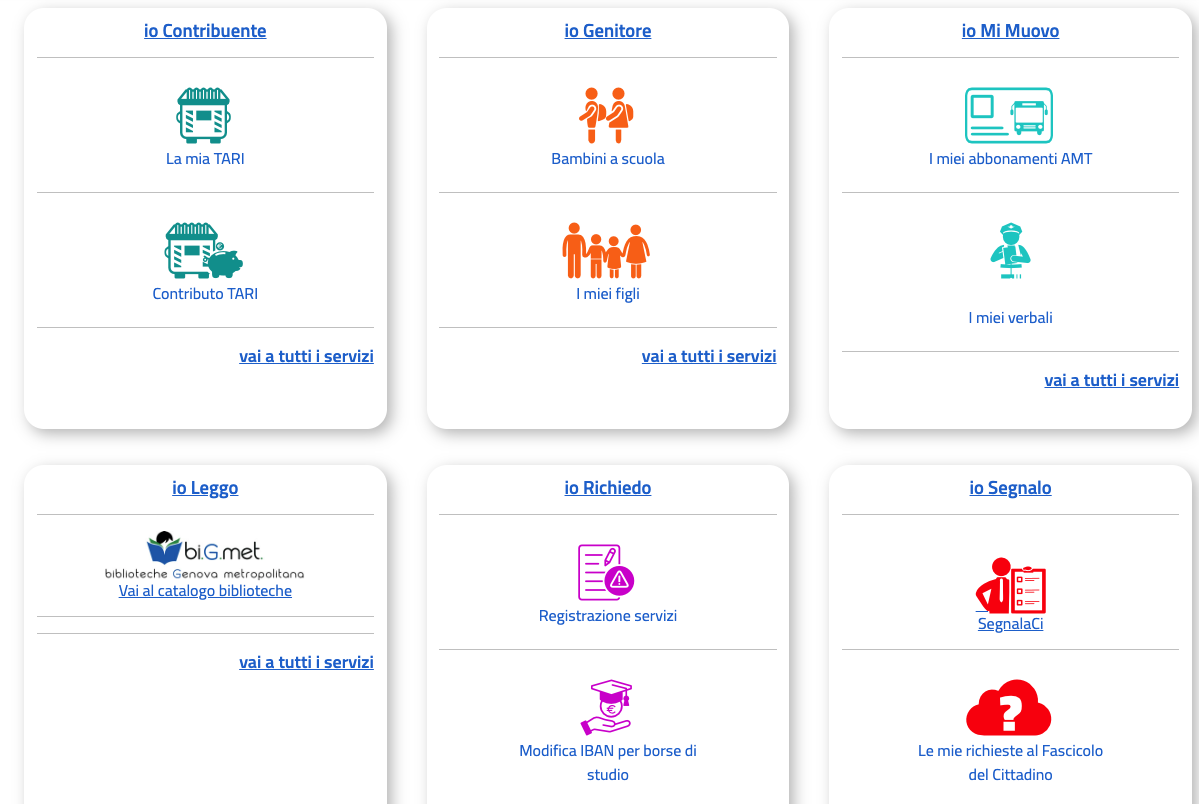 io Contribuente
La mia TARI
Contributo TARI
vai a tutti i servizi
io Genitore
Bambini a scuola
I miei figli
vai a tutti i servizi
io Mi Muovo
I miei abbonamenti AMT
I miei verbali
vai a tutti i servizi
io Leggo
bi.G.met.
biblioteche Genova metropolitana
Vai al catalogo biblioteche
vai a tutti i servizi
io Richiedo
Registrazione servizi
€
Modifica IBAN per borse di
studio
io Segnalo
SegnalaCi
?
Le mie richieste al Fascicolo
del Cittadino